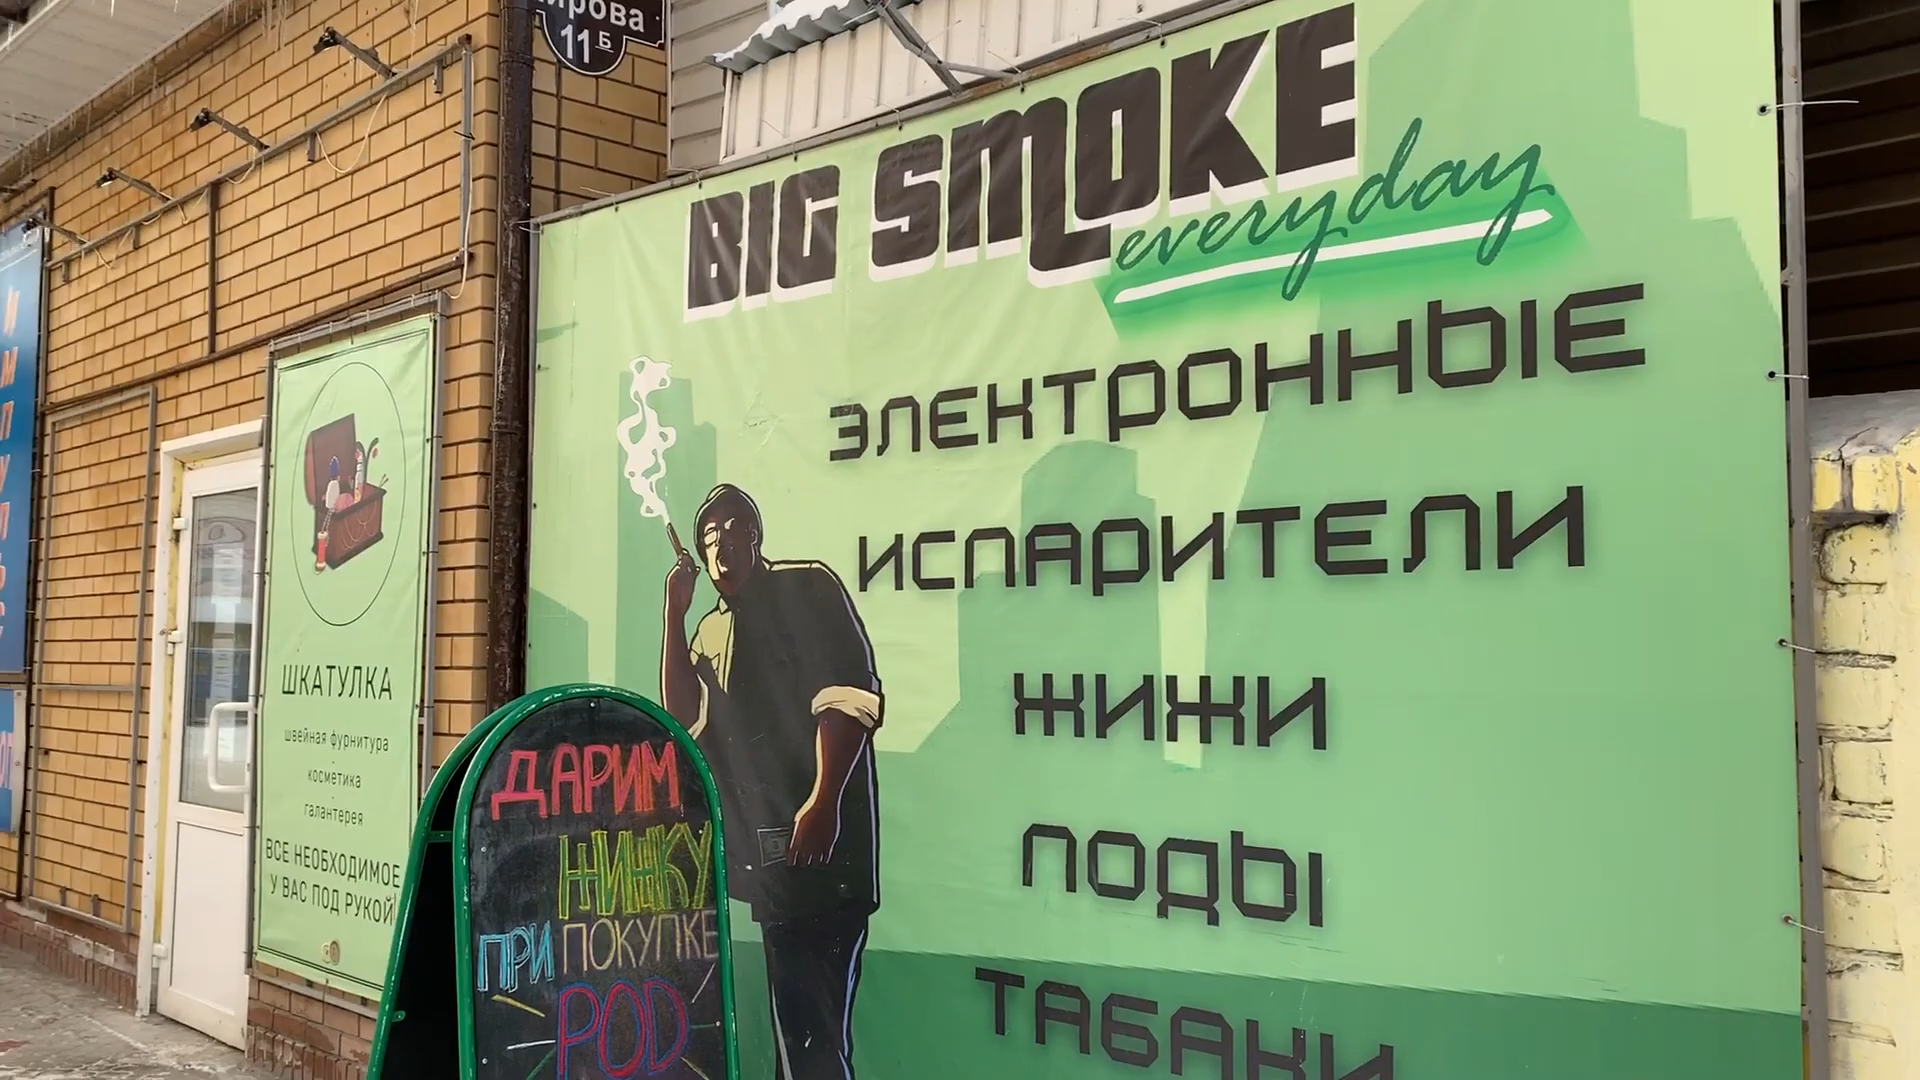 11Б
BIG SMOKE
everyday
ЭЛЕКТРОННЫЕ
ИСПАРИТЕЛИ
ЖИЖИ
ПОДЫ
ТАБАКИ
ШКАТУЛКА
швейная фурнитура
косметика
галантерея
ВСЕ НЕОБХОДИМОЕ
У ВАС ПОД РУКОЙ
ДАРИМ
ЖИЖКУ
ПРИ ПОКУПКЕ
POD
ИМПУЛЬС